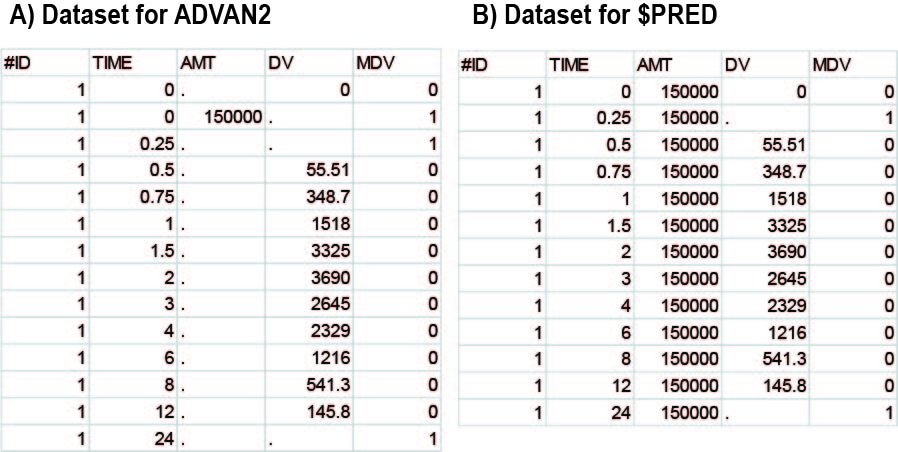 A) Dataset for ADVAN2
#ID TIME AMT DV MDV
1 0 . 0 0
1 0 150000 . 1
1 0.25 . . 1
1 0.5 . 55.51 0
1 0.75 . 348.7 0
1 1 . 1518 0
1 1.5 . 3325 0
1 2 . 3690 0
1 3 . 2645 0
1 4 . 2329 0
1 6 . 1216 0
1 8 . 541.3 0
1 12 . 145.8 0
1 24 . . 1
B) Dataset for $PRED
#ID TIME AMT DV MDV
1 0 150000 0 0
1 0.25 150000 . 1
1 0.5 150000 55.51 0
1 0.75 150000 348.7 0
1 1 150000 1518 0
1 1.5 150000 3325 0
1 2 150000 3690 0
1 3 150000 2645 0
1 4 150000 2329 0
1 6 150000 1216 0
1 8 150000 541.3 0
1 12 150000 145.8 0
1 24 150000 . 1